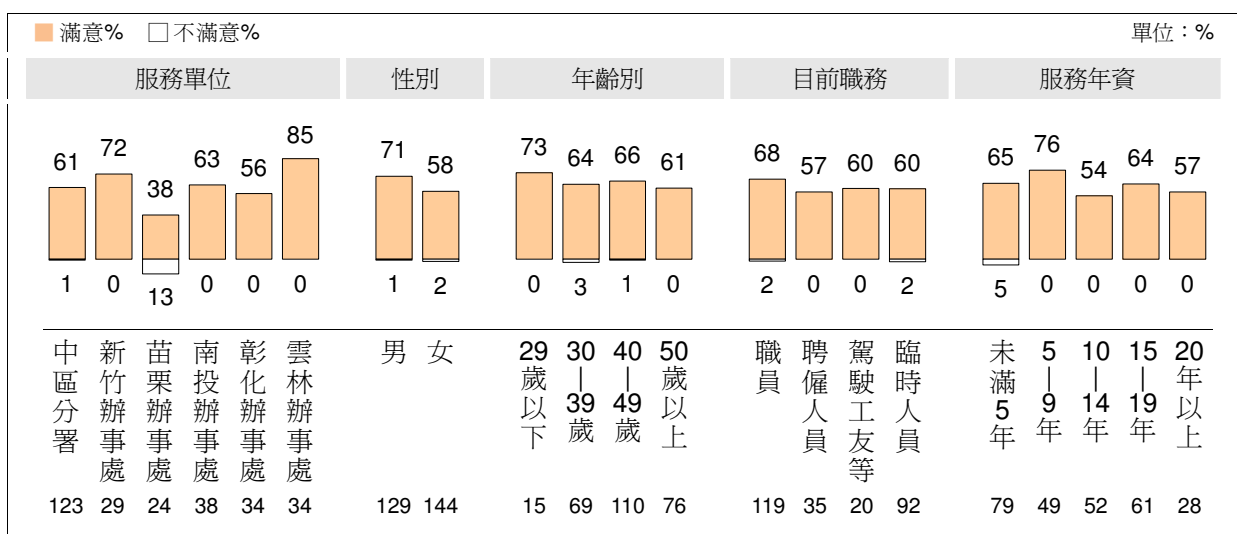 滿意% 不滿意% 單位：%
服務單位 性別 年齡別 目前職務 服務年資
61 72 38 63 56 85 71 58 73 64 66 61 68 57 60 60 65 76 54 64 57
1 0 13 0 0 0 1 2 0 3 1 0 2 0 0 2 5 0 0 0 0
中區分署
新竹辦事處
苗栗辦事處
南投辦事處
彰化辦事處
雲林辦事處
男
女
29歲以下
30－39歲
40－49歲
50歲以上
職員
聘僱人員
駕駛工友等
臨時人員
未滿5年
5－9年
10－14年
15－19年
20年以上
123 29 24 38 34 34 129 144 15 69 110 76 119 35 20 92 79 49 52 61 28